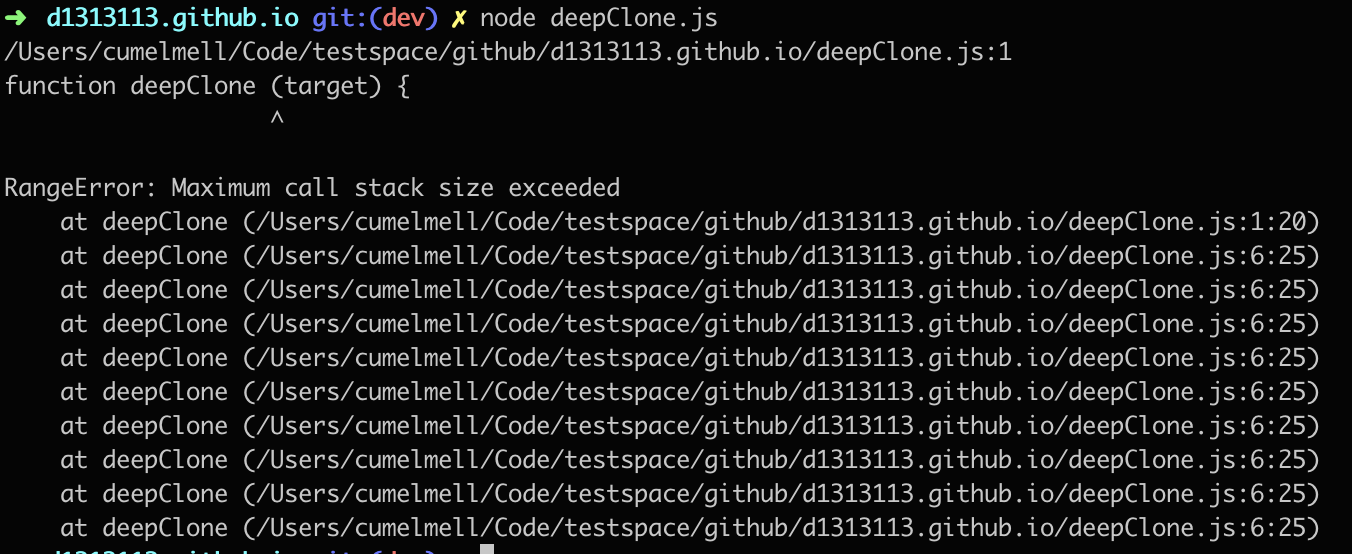 ➜ d1313113.github.io git:(dev) ✗ node deepClone.js
/Users/cumelmell/Code/testspace/github/d1313113.github.io/deepClone.js:1
function deepClone (target) {
^
RangeError: Maximum call stack size exceeded
at deepClone (/Users/cumelmell/Code/testspace/github/d1313113.github.io/deepClone.js:1:20)
at deepClone (/Users/cumelmell/Code/testspace/github/d1313113.github.io/deepClone.js:6:25)
at deepClone (/Users/cumelmell/Code/testspace/github/d1313113.github.io/deepClone.js:6:25)
at deepClone (/Users/cumelmell/Code/testspace/github/d1313113.github.io/deepClone.js:6:25)
at deepClone (/Users/cumelmell/Code/testspace/github/d1313113.github.io/deepClone.js:6:25)
at deepClone (/Users/cumelmell/Code/testspace/github/d1313113.github.io/deepClone.js:6:25)
at deepClone (/Users/cumelmell/Code/testspace/github/d1313113.github.io/deepClone.js:6:25)
at deepClone (/Users/cumelmell/Code/testspace/github/d1313113.github.io/deepClone.js:6:25)
at deepClone (/Users/cumelmell/Code/testspace/github/d1313113.github.io/deepClone.js:6:25)
at deepClone (/Users/cumelmell/Code/testspace/github/d1313113.github.io/deepClone.js:6:25)